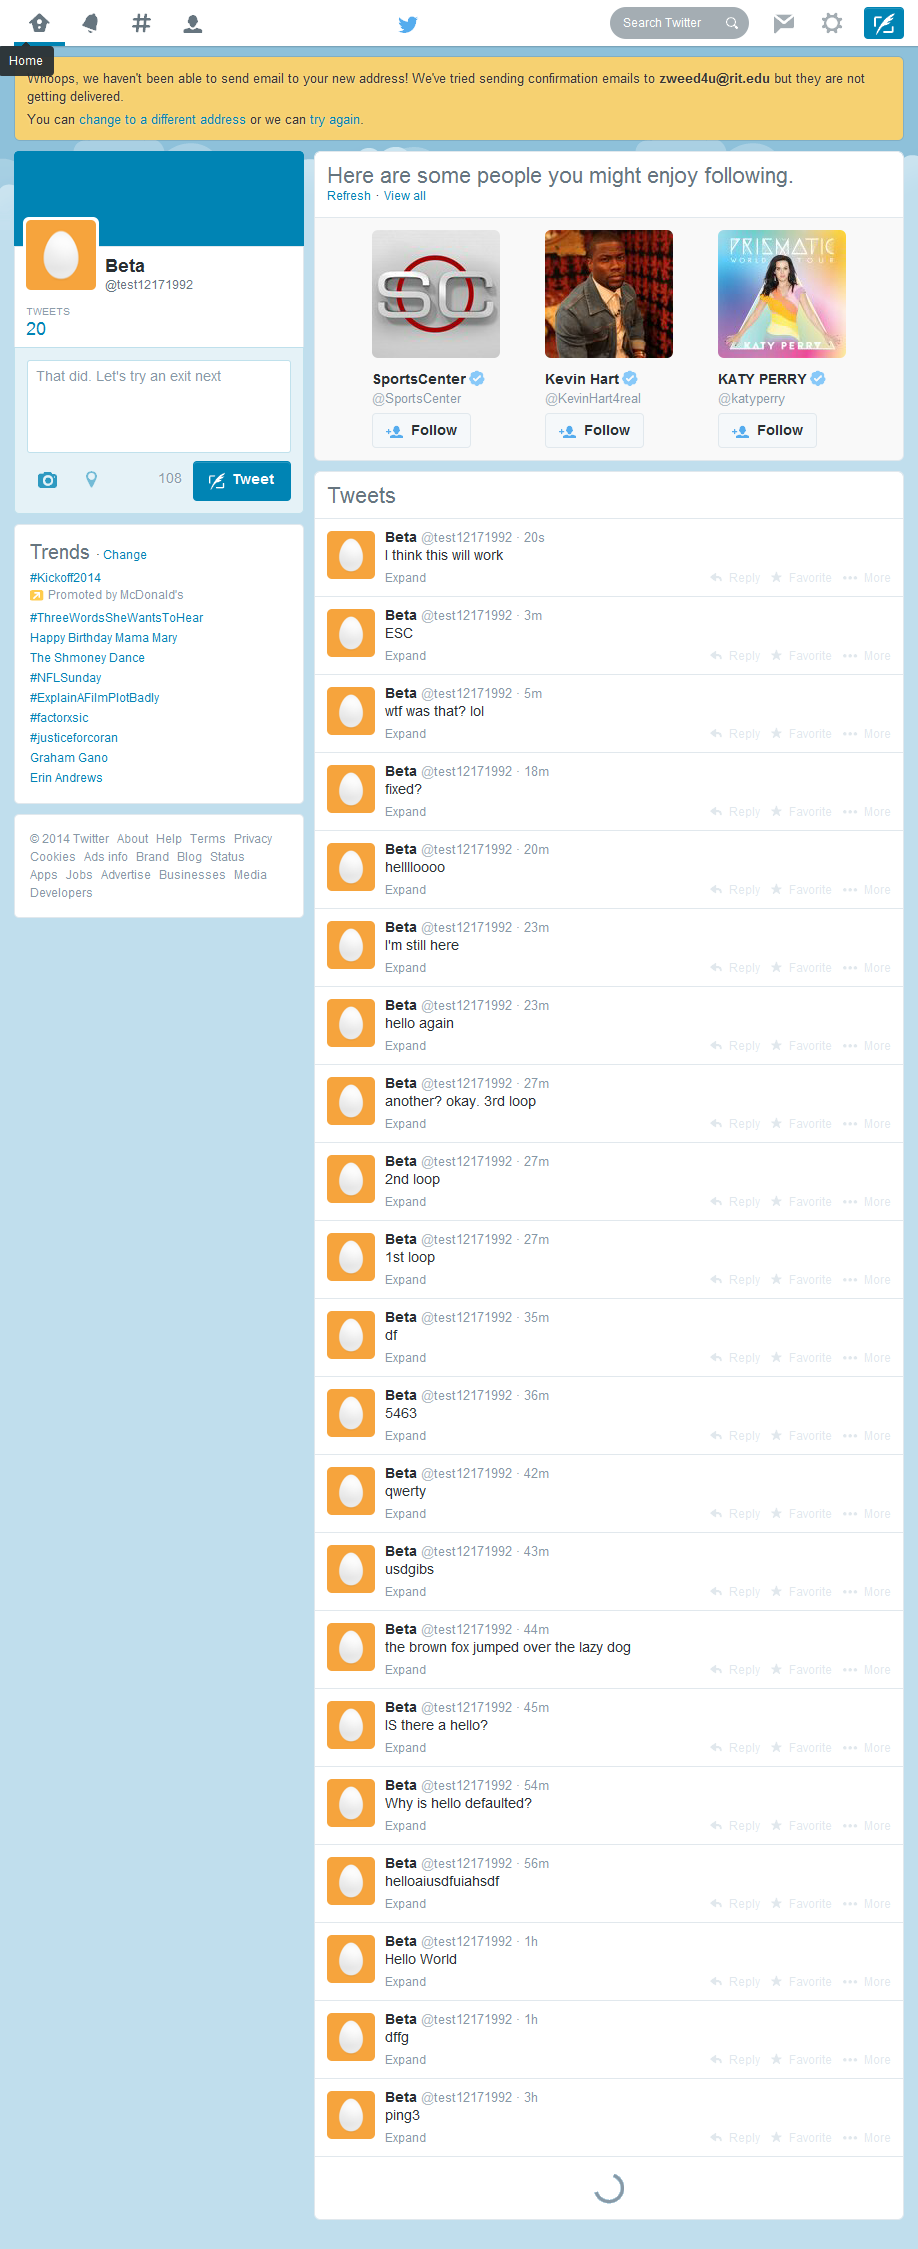 Search Twitter
Home
Whoops, we haven't been able to send email to your new address! We've tried sending confirmation emails to zweed4u@rit.edu but they are not
getting delivered.
You can change to a different address or we can try again.
Beta
@test12171992
TWEETS
20
That did. Let's try an exit next
108
Tweet
Trends · Change
#Kickoff2014
Promoted by McDonald's
#ThreeWordsSheWantsToHear
Happy Birthday Mama Mary
The Shmoney Dance
#NFLSunday
#ExplainAFilmPlotBadly
#factorxsic
#justiceforcoran
Graham Gano
Erin Andrews
© 2014 Twitter About Help Terms Privacy
Cookies Ads info Brand Blog Status
Apps Jobs Advertise Businesses Media
Developers
Here are some people you might enjoy following.
Refresh · View all
SC
SportsCenter
@SportsCenter
Follow
Kevin Hart
@KevinHart4real
Follow
PRISMATIC
WORLD TOUR
KATY PERRY
KATY PERRY
@katyperry
Follow
Tweets
Beta @test12171992 · 20s
I think this will work
Expand Reply Favorite More
Beta @test12171992 · 3m
ESC
Expand Reply Favorite More
Beta @test12171992 · 5m
wtf was that? lol
Expand Reply Favorite More
Beta @test12171992 · 18m
fixed?
Expand Reply Favorite More
Beta @test12171992 · 20m
helllloooo
Expand Reply Favorite More
Beta @test12171992 · 23m
I'm still here
Expand Reply Favorite More
Beta @test12171992 · 23m
hello again
Expand Reply Favorite More
Beta @test12171992 · 27m
another? okay. 3rd loop
Expand Reply Favorite More
Beta @test12171992 · 27m
2nd loop
Expand Reply Favorite More
Beta @test12171992 · 27m
1st loop
Expand Reply Favorite More
Beta @test12171992 · 35m
df
Expand Reply Favorite More
Beta @test12171992 · 36m
5463
Expand Reply Favorite More
Beta @test12171992 · 42m
qwerty
Expand Reply Favorite More
Beta @test12171992 · 43m
usdgibs
Expand Reply Favorite More
Beta @test12171992 · 44m
the brown fox jumped over the lazy dog
Expand Reply Favorite More
Beta @test12171992 · 45m
IS there a hello?
Expand Reply Favorite More
Beta @test12171992 · 54m
Why is hello defaulted?
Expand Reply Favorite More
Beta @test12171992 · 56m
helloaiusdfuiahsdf
Expand Reply Favorite More
Beta @test12171992 · 1h
Hello World
Expand Reply Favorite More
Beta @test12171992 · 1h
dffg
Expand Reply Favorite More
Beta @test12171992 · 3h
ping3
Expand Reply Favorite More